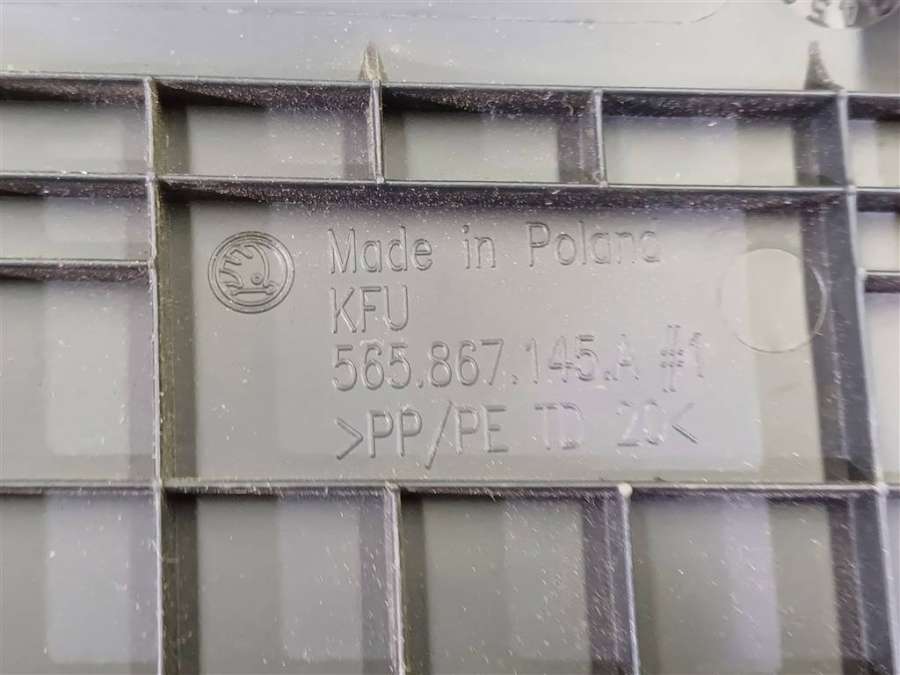 Made in Poland
KFU
565.867.145.A #1
>PP/PE TD 20<